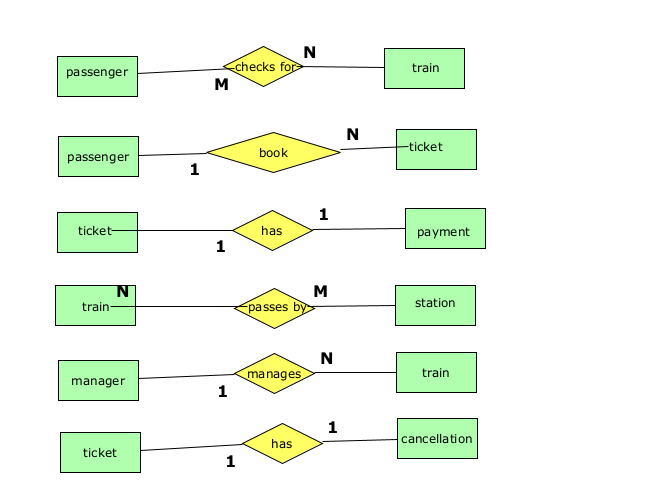 passenger M checks for N train
passenger 1 book N ticket
ticket 1 has 1 payment
train N passes by M station
manager 1 manages N train
ticket 1 has 1 cancellation